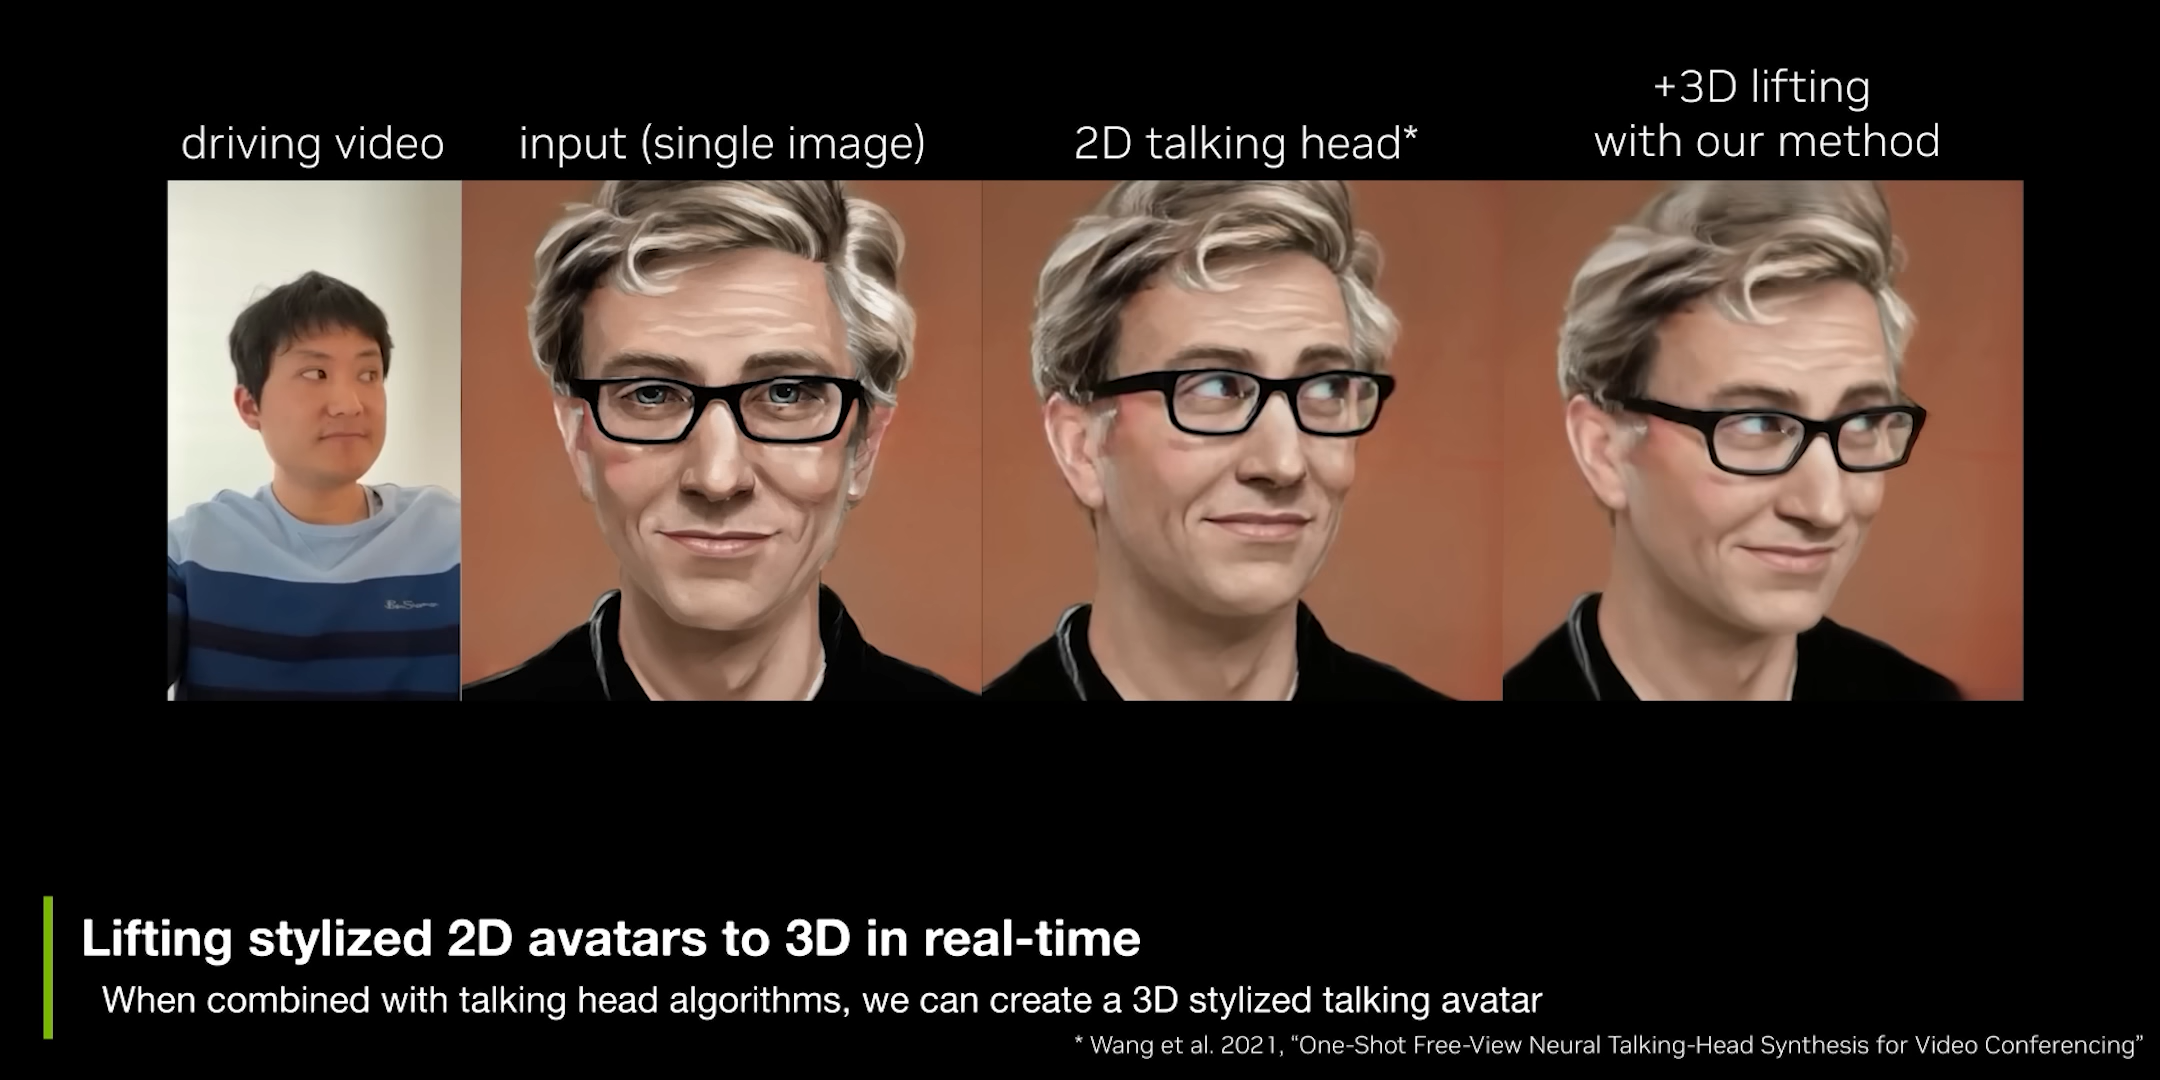 driving video
input (single image)
2D talking head*
+3D lifting
with our method
Ben Sherman
Lifting stylized 2D avatars to 3D in real-time
When combined with talking head algorithms, we can create a 3D stylized talking avatar
* Wang et al. 2021, “One-Shot Free-View Neural Talking-Head Synthesis for Video Conferencing”